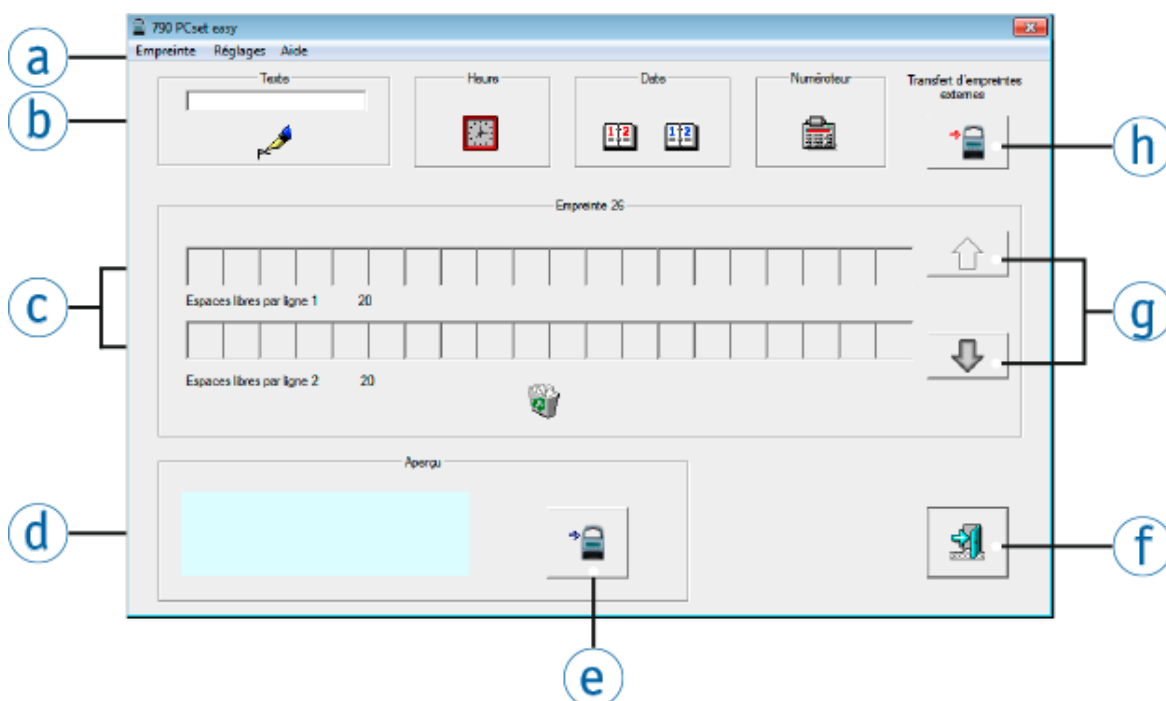 790 PCset easy
a
Empreinte Réglages Aide
b
Texte
Heure
Date
Numéroteur
Transfert d'empreintes
externes
h
Empreinte 26
c
Espaces libres par ligne 1 20
g
Espaces libres par ligne 2 20
Aperçu
d
f
e